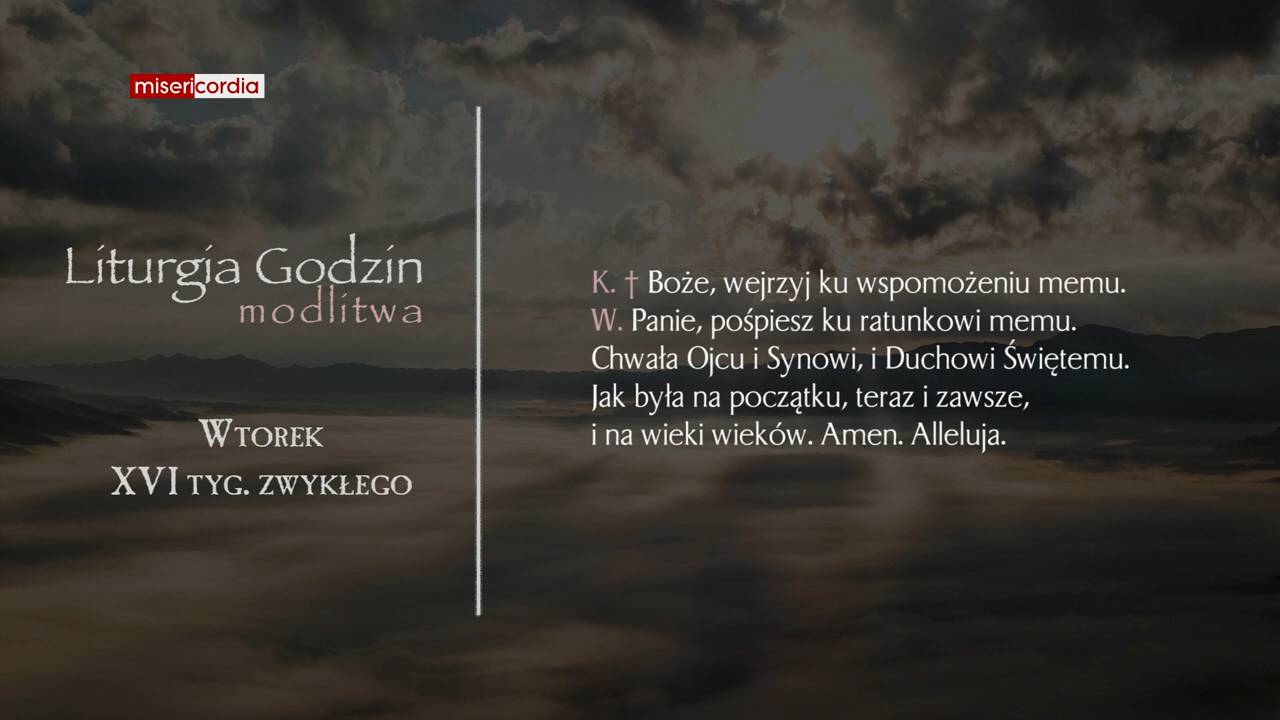 misericordia
Liturgia Godzin
modlitwa
Wtorek
XVI tyg. zwykłego
K. † Boże, wejrzyj ku wspomożeniu memu.
W. Panie, pośpiesz ku ratunkowi memu.
Chwała Ojcu i Synowi, i Duchowi Świętemu.
Jak była na początku, teraz i zawsze,
i na wieki wieków. Amen. Alleluja.